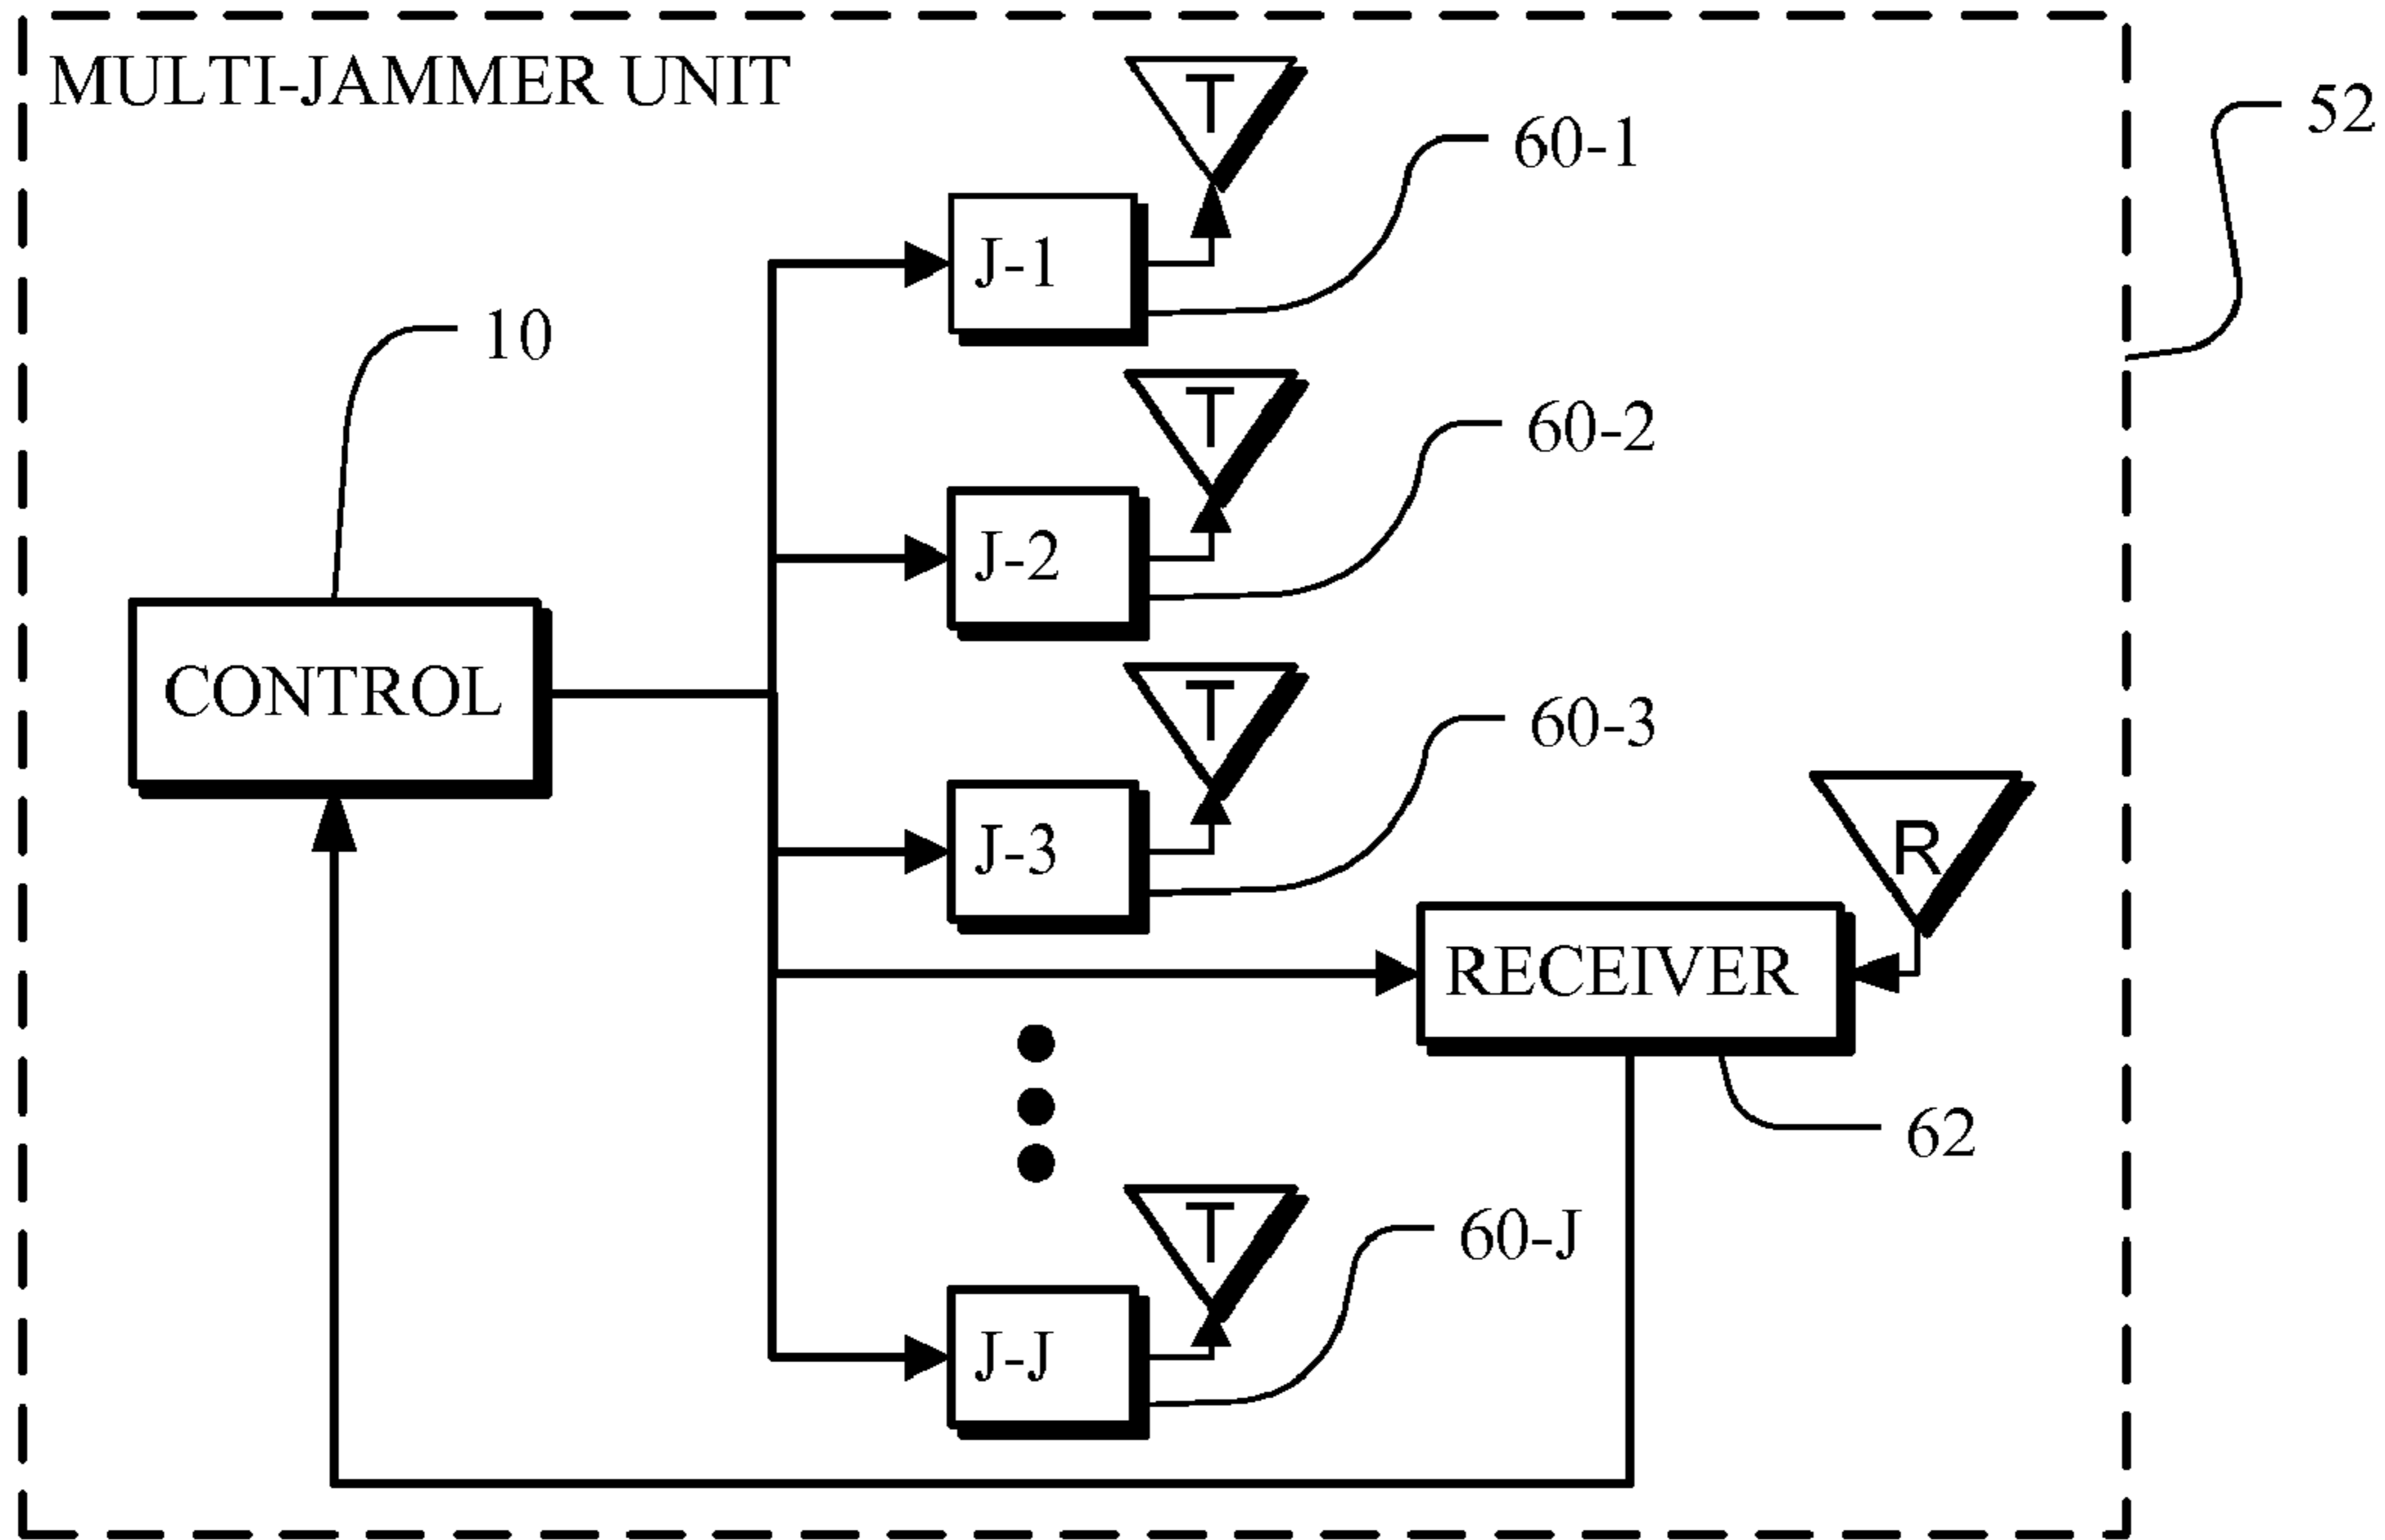 MULTI-JAMMER UNIT
T
52
60-1
J-1
10
T
60-2
J-2
T
CONTROL
60-3
J-3
R
RECEIVER
62
T
60-J
J-J